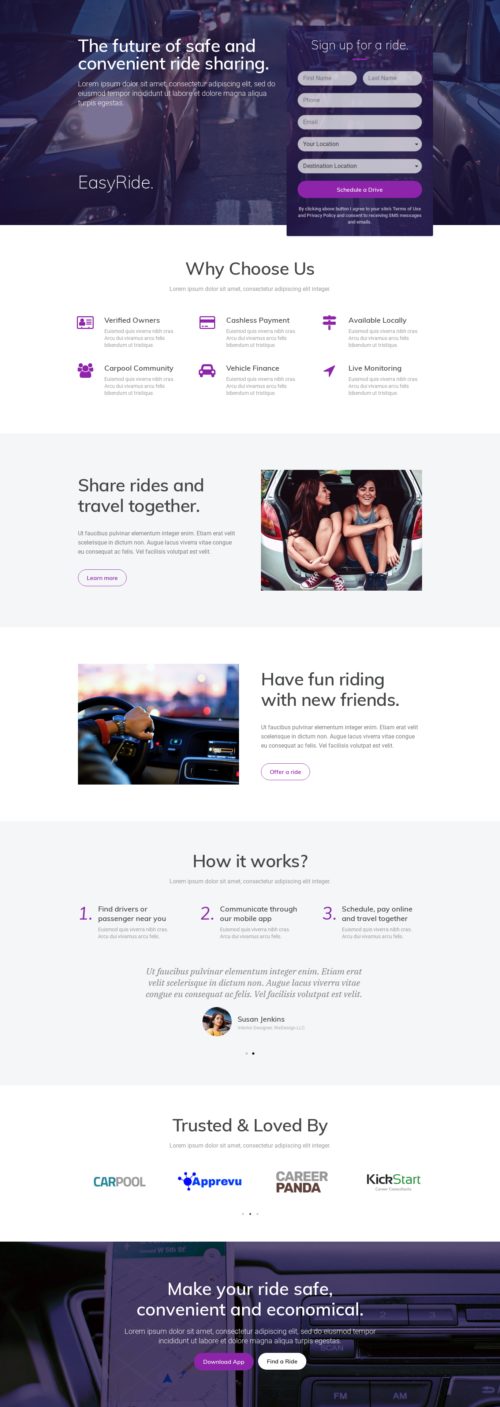 The future of safe and
convenient ride sharing.
Lorem ipsum dolor sit amet, consectetur adipiscing elit, sed do
eiusmod tempor incididunt ut labore et dolore magna aliqua
turpis egestas.
EasyRide.
Sign up for a ride.
First Name
Last Name
Phone
Email
Your Location
Destination Location
Schedule a Drive
By clicking above button I agree to your site's Terms of Use
and Privacy Policy and consent to receiving SMS messages
and emails.
Why Choose Us
Lorem ipsum dolor sit amet, consectetur adipiscing elit integer.
Verified Owners
Euismod quis viverra nibh cras.
Arcu dui vivamus arcu felis
bibendum ut tristique.
Cashless Payment
Euismod quis viverra nibh cras.
Arcu dui vivamus arcu felis
bibendum ut tristique.
Available Locally
Euismod quis viverra nibh cras.
Arcu dui vivamus arcu felis
bibendum ut tristique.
Carpool Community
Euismod quis viverra nibh cras.
Arcu dui vivamus arcu felis
bibendum ut tristique.
Vehicle Finance
Euismod quis viverra nibh cras.
Arcu dui vivamus arcu felis
bibendum ut tristique.
Live Monitoring
Euismod quis viverra nibh cras.
Arcu dui vivamus arcu felis
bibendum ut tristique.
Share rides and
travel together.
Ut faucibus pulvinar elementum integer enim. Etiam erat velit
scelerisque in dictum non. Augue lacus viverra vitae congue
eu consequat ac felis. Vel facilisis volutpat est velit.
Learn more
Have fun riding
with new friends.
Ut faucibus pulvinar elementum integer enim. Etiam erat velit
scelerisque in dictum non. Augue lacus viverra vitae congue
eu consequat ac felis. Vel facilisis volutpat est velit.
Offer a ride
How it works?
Lorem ipsum dolor sit amet, consectetur adipiscing elit integer.
1. Find drivers or
passenger near you
Euismod quis viverra nibh cras.
Arcu dui vivamus arcu felis.
2. Communicate through
our mobile app
Euismod quis viverra nibh cras.
Arcu dui vivamus arcu felis.
3. Schedule, pay online
and travel together
Euismod quis viverra nibh cras.
Arcu dui vivamus arcu felis.
Ut faucibus pulvinar elementum integer enim. Etiam erat
velit scelerisque in dictum non. Augue lacus viverra vitae
congue eu consequat ac felis. Vel facilisis volutpat est velit.
Susan Jenkins
Trusted & Loved By
Lorem ipsum dolor sit amet, consectetur adipiscing elit integer.
CARPOOL
Apprevu
CAREER
PANDA
KickStart
Career Consultants
W 5th St
Make your ride safe,
convenient and economical.
Lorem ipsum dolor sit amet, consectetur adipiscing elit, sed do eiusmod tempor
incididunt ut labore et dolore magna aliqua turpis egestas.
Download App
Find a Ride
SCAN
FM
AM